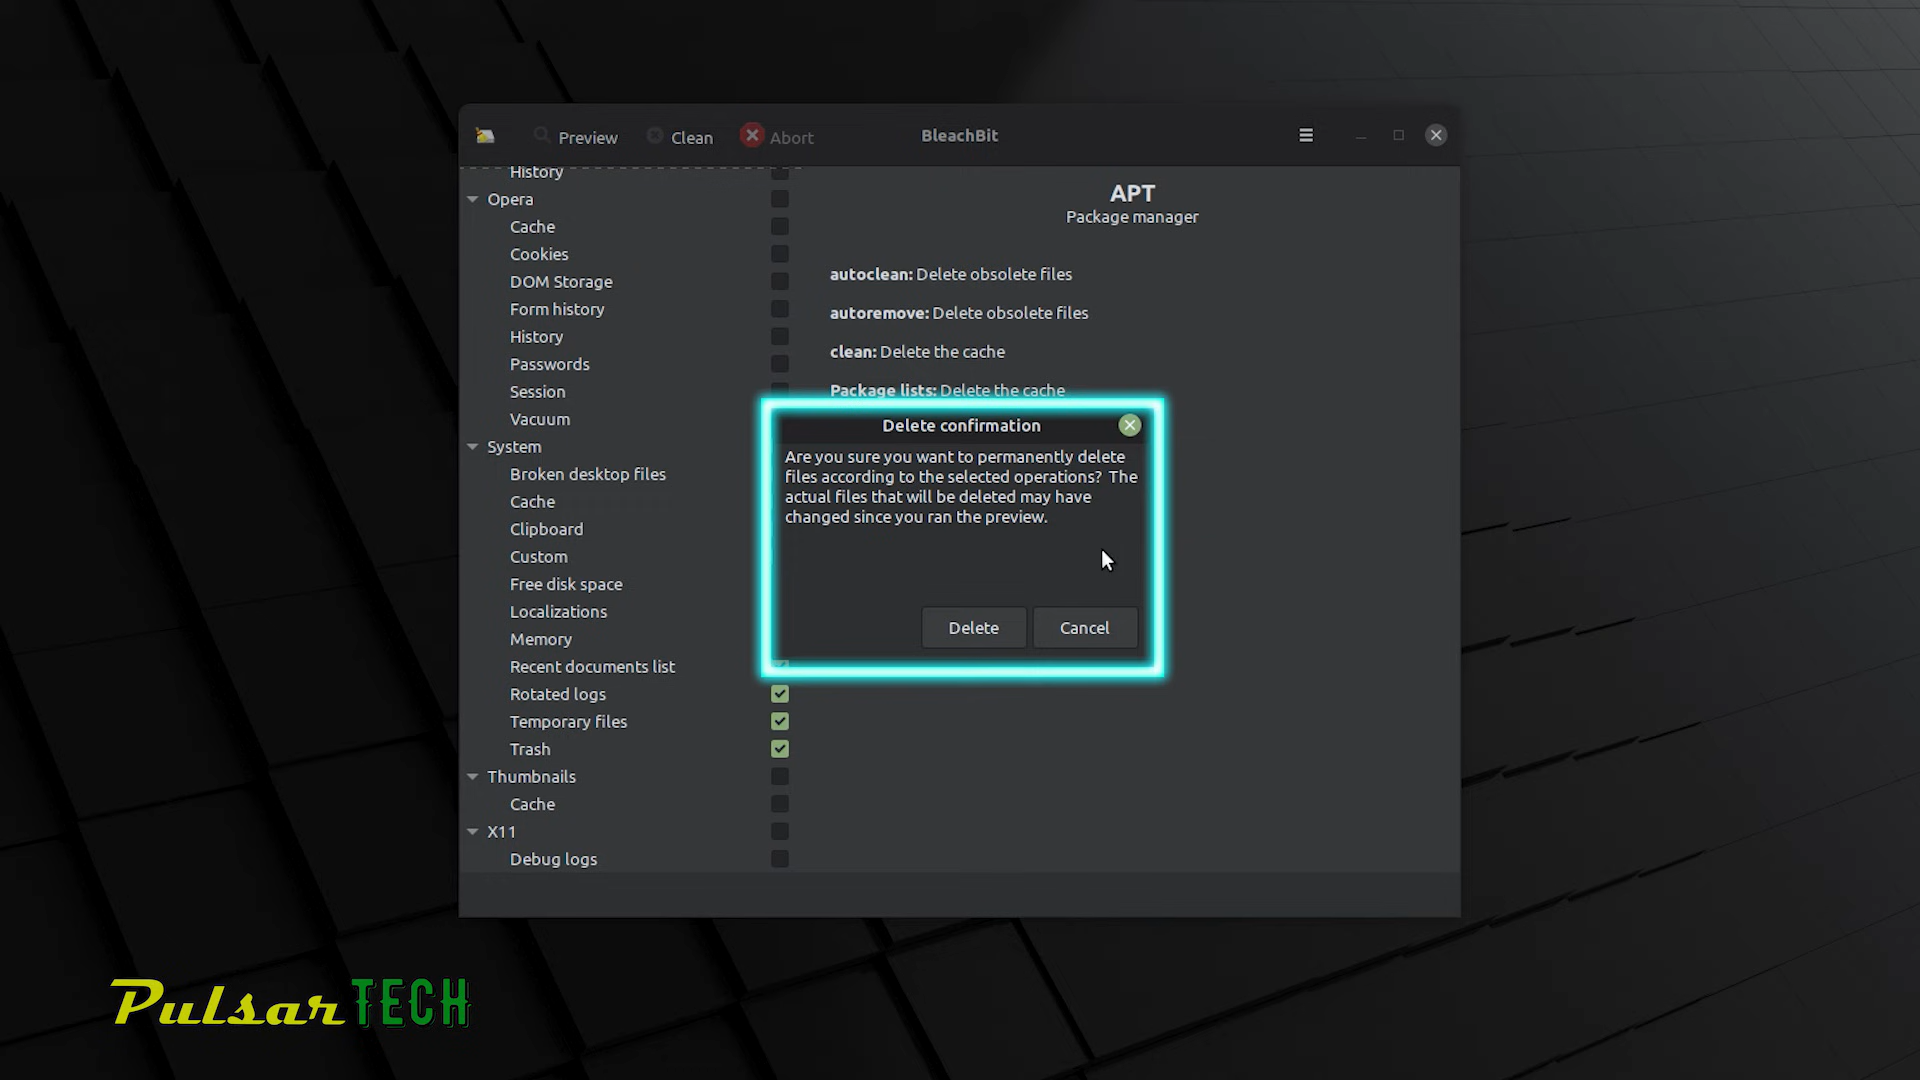 Preview
Clean
Abort
BleachBit
History
Opera
Cache
Cookies
DOM Storage
Form history
History
Passwords
Session
Vacuum
System
Broken desktop files
Cache
Clipboard
Custom
Free disk space
Localizations
Memory
Recent documents list
Rotated logs
Temporary files
Trash
Thumbnails
Cache
X11
Debug logs
APT
Package manager
autoclean: Delete obsolete files
autoremove: Delete obsolete files
clean: Delete the cache
Package lists: Delete the cache
Delete confirmation
Are you sure you want to permanently delete
files according to the selected operations? The
actual files that will be deleted may have
changed since you ran the preview.
Delete
Cancel
Pulsar TECH